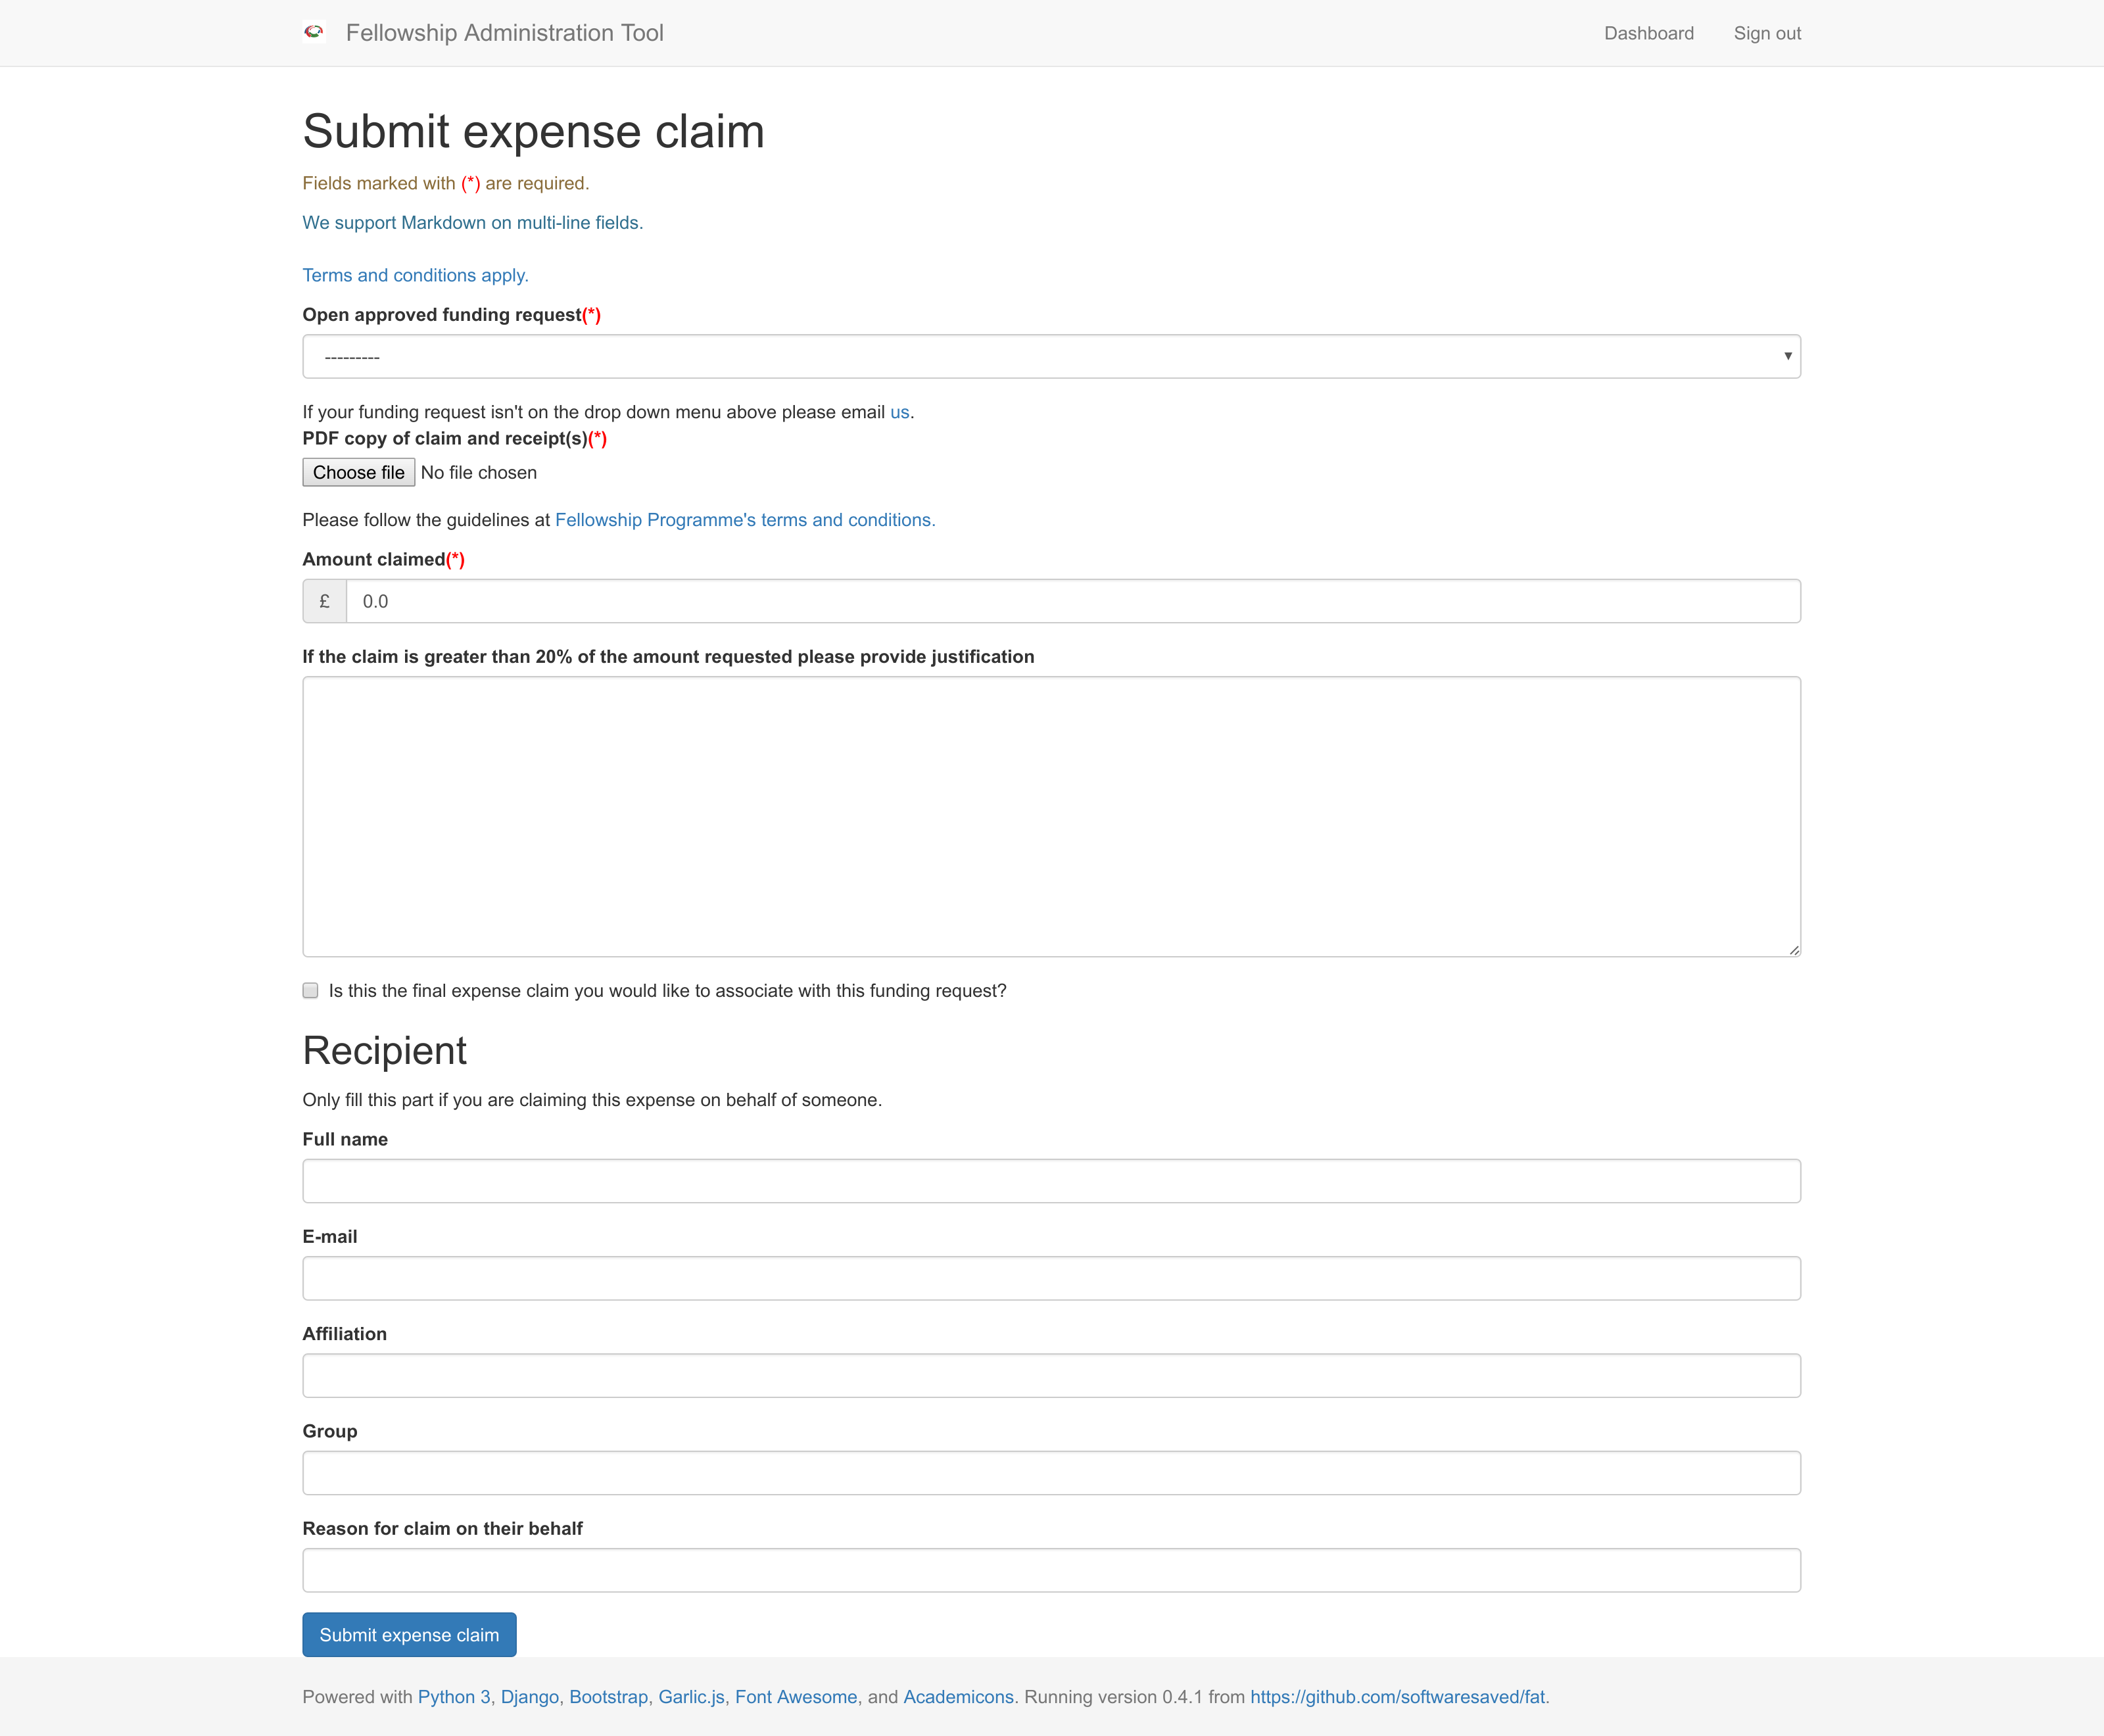 Fellowship Administration Tool
Dashboard
Sign out
Submit expense claim
Fields marked with (*) are required.
We support Markdown on multi-line fields.
Terms and conditions apply.
Open approved funding request(*)
---------
If your funding request isn't on the drop down menu above please email us.
PDF copy of claim and receipt(s)(*)
Choose file No file chosen
Please follow the guidelines at Fellowship Programme's terms and conditions.
Amount claimed(*)
£ 0.0
If the claim is greater than 20% of the amount requested please provide justification
Is this the final expense claim you would like to associate with this funding request?
Recipient
Only fill this part if you are claiming this expense on behalf of someone.
Full name
E-mail
Affiliation
Group
Reason for claim on their behalf
Submit expense claim
Powered with Python 3, Django, Bootstrap, Garlic.js, Font Awesome, and Academicons. Running version 0.4.1 from https://github.com/softwaresaved/fat.